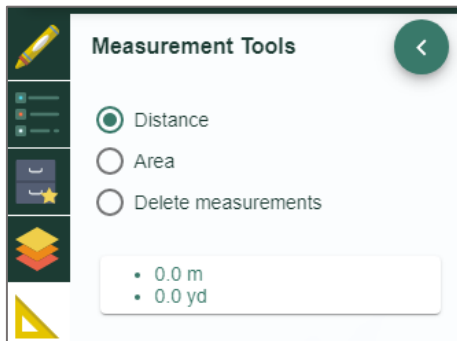 Measurement Tools
Distance
Area
Delete measurements
• 0.0 m
• 0.0 yd